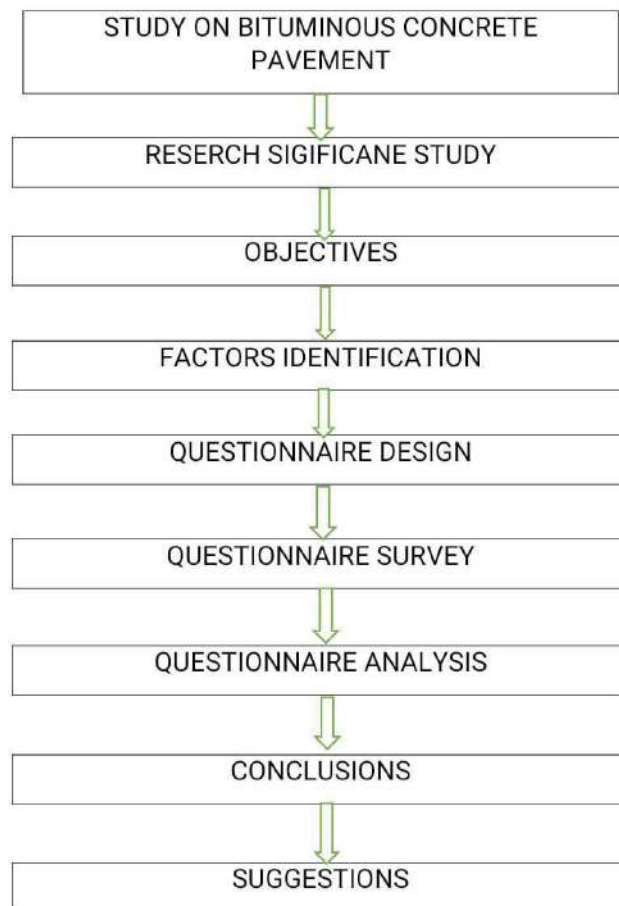 STUDY ON BITUMINOUS CONCRETE
PAVEMENT
RESERCH SIGIFICANE STUDY
OBJECTIVES
FACTORS IDENTIFICATION
QUESTIONNAIRE DESIGN
QUESTIONNAIRE SURVEY
QUESTIONNAIRE ANALYSIS
CONCLUSIONS
SUGGESTIONS